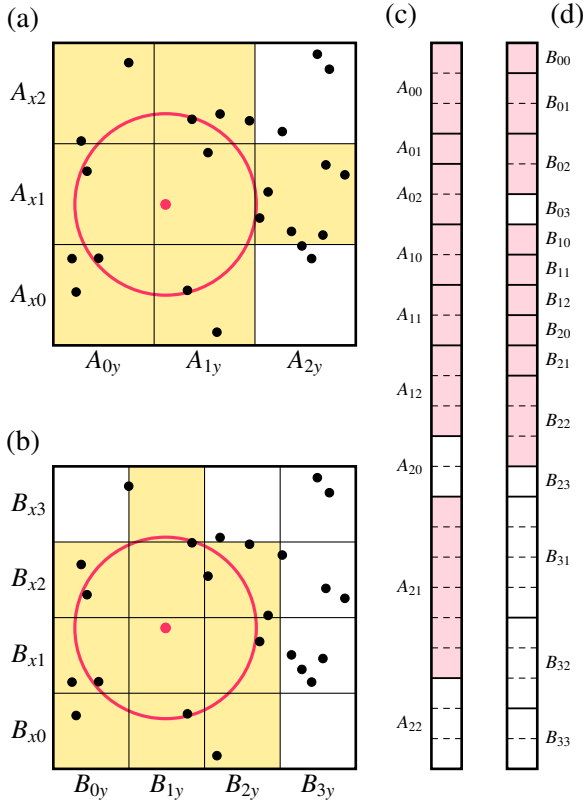 (a)
A_{x2}
A_{x1}
A_{x0}
A_{0y} A_{1y} A_{2y}
(b)
B_{x3}
B_{x2}
B_{x1}
B_{x0}
B_{0y} B_{1y} B_{2y} B_{3y}
(c)
A_{00}
A_{01}
A_{02}
A_{10}
A_{11}
A_{12}
A_{20}
A_{21}
A_{22}
(d)
B_{00}
B_{01}
B_{02}
B_{03}
B_{10}
B_{11}
B_{12}
B_{20}
B_{21}
B_{22}
B_{23}
B_{31}
B_{32}
B_{33}